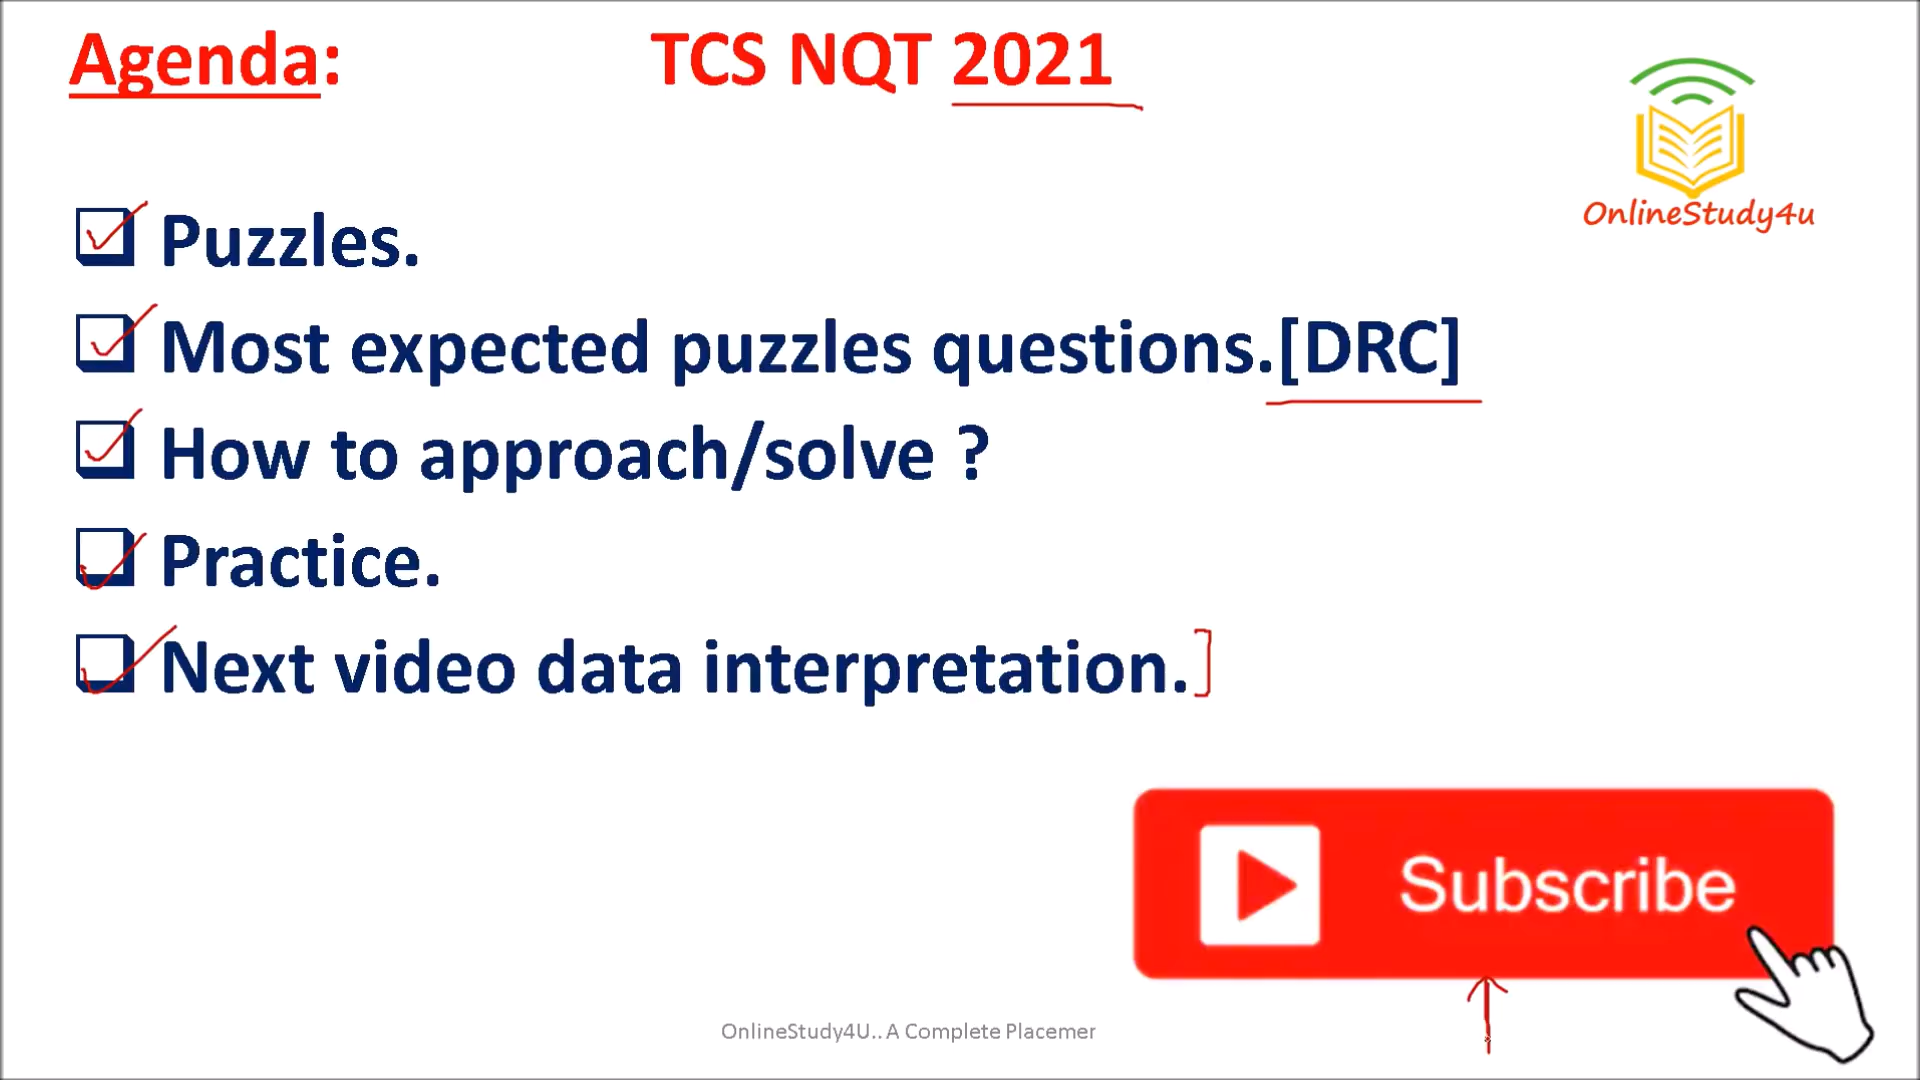 Agenda: TCS NQT 2021
OnlineStudy4u
Puzzles.
Most expected puzzles questions.[DRC]
How to approach/solve ?
Practice.
Next video data interpretation.]
Subscribe
OnlineStudy4U.. A Complete Placemer